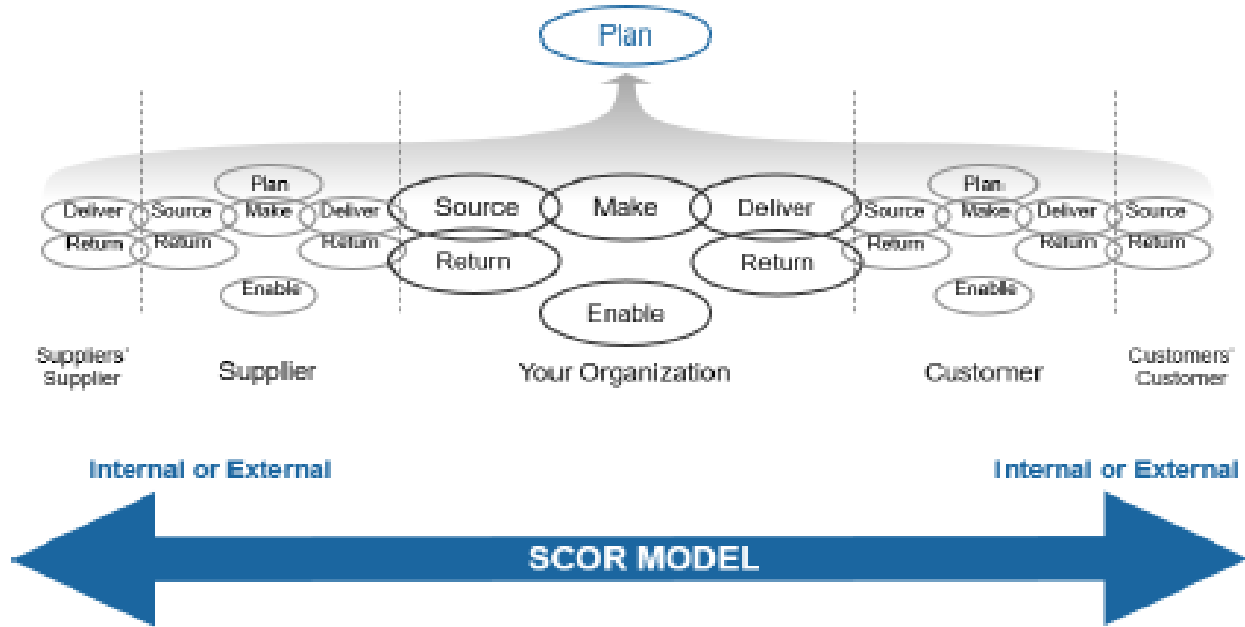 Plan
Plan
Plan
Deliver Source Make Deliver Source Make Deliver Source Make Deliver Source
Return Return Return Return Return Return Return Return
Enable Enable Enable
Suppliers' Supplier Your Organization Customer Customers'
Supplier Customer
Internal or External Internal or External
SCOR MODEL